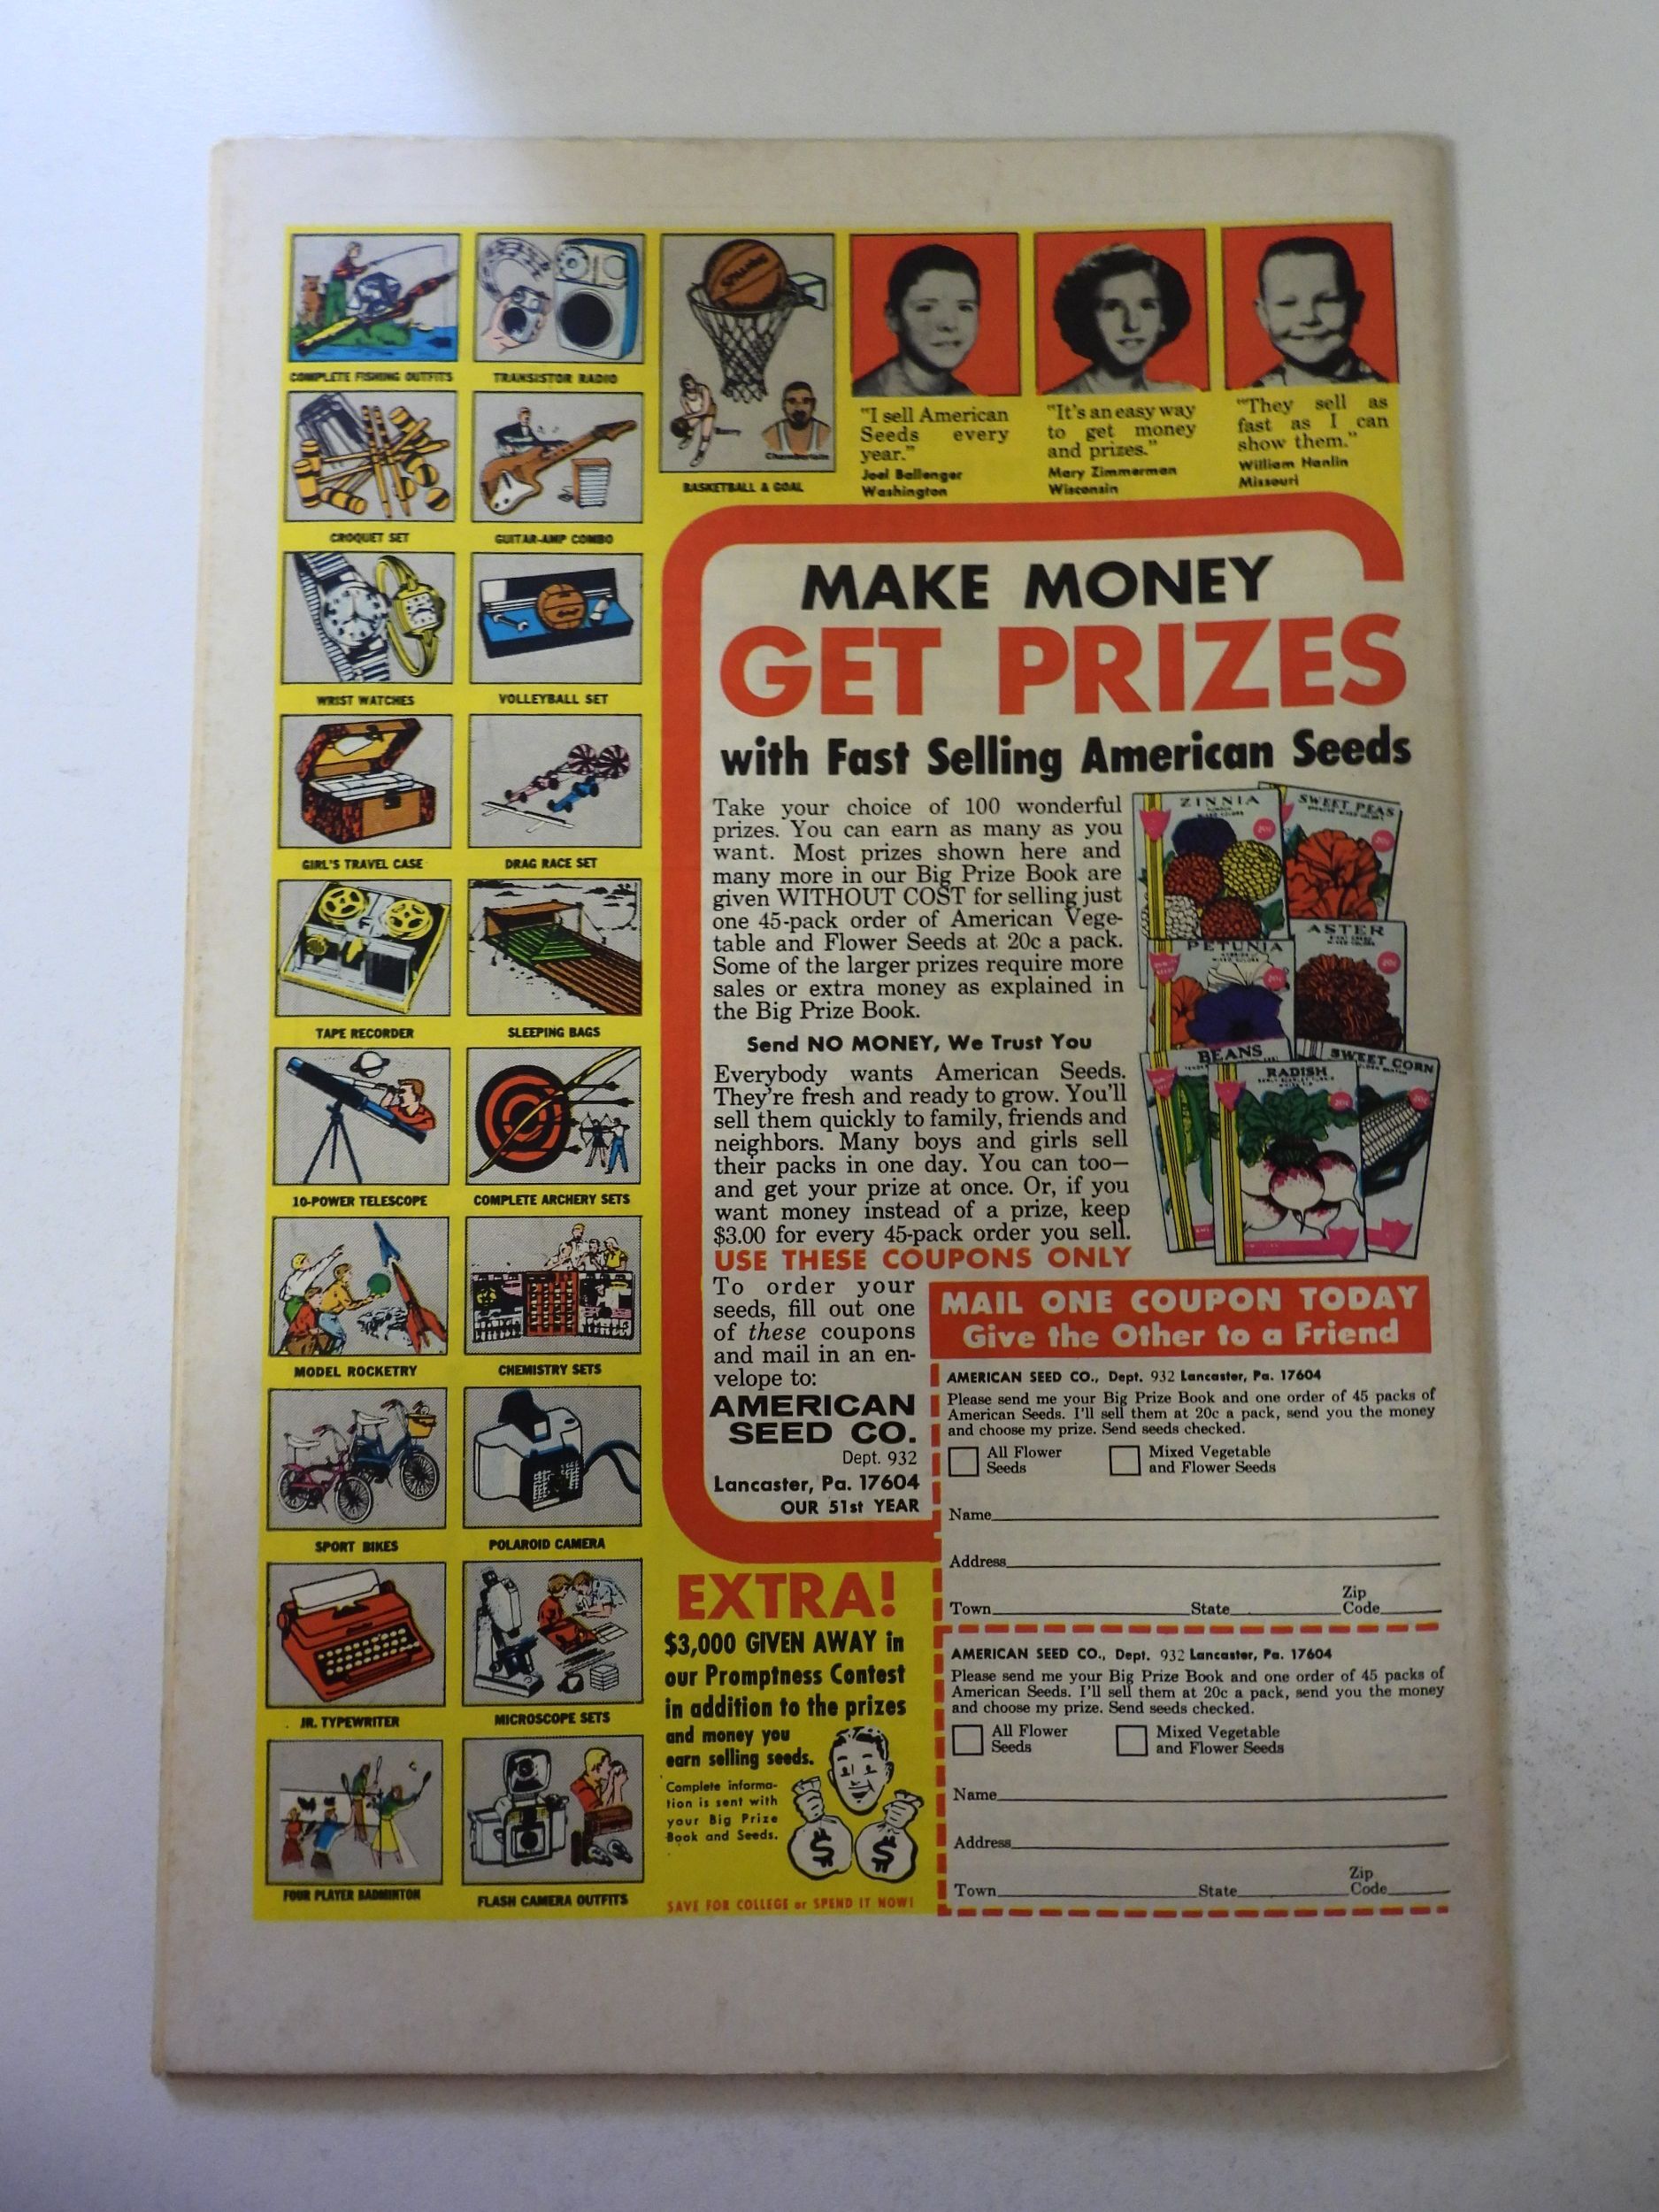 COMPLETE FISHING OUTFITS
TRANSISTOR RADIO
CROQUET SET
GUITAR-AMP COMBO
WRIST WATCHES
VOLLEYBALL SET
GIRL'S TRAVEL CASE
DRAG RACE SET
TAPE RECORDER
SLEEPING BAGS
10-POWER TELESCOPE
COMPLETE ARCHERY SETS
MODEL ROCKETRY
CHEMISTRY SETS
SPORT BIKES
POLAROID CAMERA
JR. TYPEWRITER
MICROSCOPE SETS
FOUR PLAYER BADMINTON
FLASH CAMERA OUTFITS
SPALDING
Barry
Chamberlain
BASKETBALL & GOAL
"I sell American
Seeds every
year."
Joel Ballenger
Washington
"It's an easy way
to get money
and prizes."
Mary Zimmerman
Wisconsin
"They sell as
fast as I can
show them."
William Hanlin
Missouri
MAKE MONEY
GET PRIZES
with Fast Selling American Seeds
Take your choice of 100 wonderful
prizes. You can earn as many as you
want. Most prizes shown here and
many more in our Big Prize Book are
given WITHOUT COST for selling just
one 45-pack order of American Vege-
table and Flower Seeds at 20c a pack.
Some of the larger prizes require more
sales or extra money as explained in
the Big Prize Book.
Send NO MONEY, We Trust You
Everybody wants American Seeds.
They're fresh and ready to grow. You'll
sell them quickly to family, friends and
neighbors. Many boys and girls sell
their packs in one day. You can too—
and get your prize at once. Or, if you
want money instead of a prize, keep
$3.00 for every 45-pack order you sell.
USE THESE COUPONS ONLY
To order your
seeds, fill out one
of these coupons
and mail in an en-
velope to:
AMERICAN
SEED CO.
Dept. 932
Lancaster, Pa. 17604
OUR 51st YEAR
ZINNIA
20c
SWEET PEAS
20c
PETUNIA
20c
ASTER
20c
BEANS
RADISH
20c
SWEET CORN
20c
MAIL ONE COUPON TODAY
Give the Other to a Friend
AMERICAN SEED CO., Dept. 932 Lancaster, Pa. 17604
Please send me your Big Prize Book and one order of 45 packs of
American Seeds. I'll sell them at 20c a pack, send you the money
and choose my prize. Send seeds checked.
All Flower
Seeds
Mixed Vegetable
and Flower Seeds
Name
Address
Town State Zip Code
AMERICAN SEED CO., Dept. 932 Lancaster, Pa. 17604
Please send me your Big Prize Book and one order of 45 packs of
American Seeds. I'll sell them at 20c a pack, send you the money
and choose my prize. Send seeds checked.
All Flower
Seeds
Mixed Vegetable
and Flower Seeds
Name
Address
Town State Zip Code
EXTRA!
$3,000 GIVEN AWAY in
our Promptness Contest
in addition to the prizes
and money you
earn selling seeds.
Complete informa-
tion is sent with
your Big Prize
Book and Seeds.
$ $
SAVE FOR COLLEGE or SPEND IT NOW!